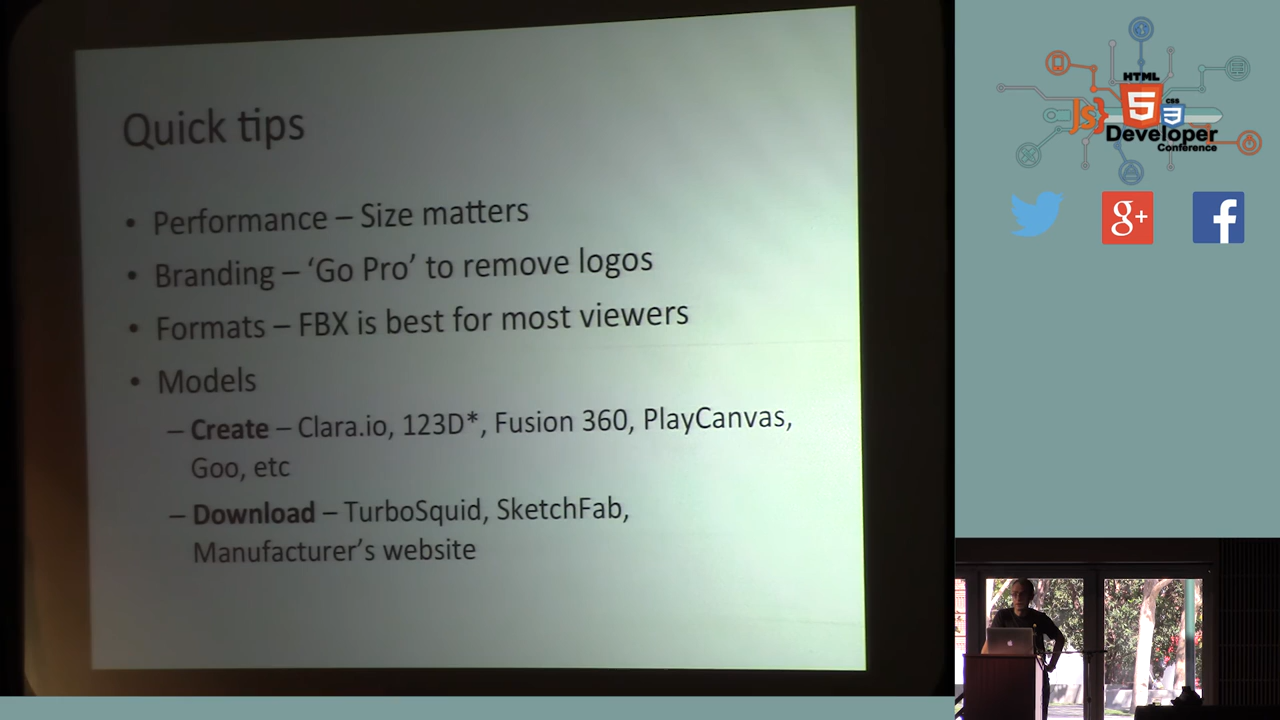 Quick tips
• Performance – Size matters
• Branding – ‘Go Pro’ to remove logos
• Formats – FBX is best for most viewers
• Models
– Create – Clara.io, 123D*, Fusion 360, PlayCanvas,
Goo, etc
– Download – TurboSquid, SketchFab,
Manufacturer’s website
HTML
5
CSS
3
JS}
Developer
Conference
g+
f